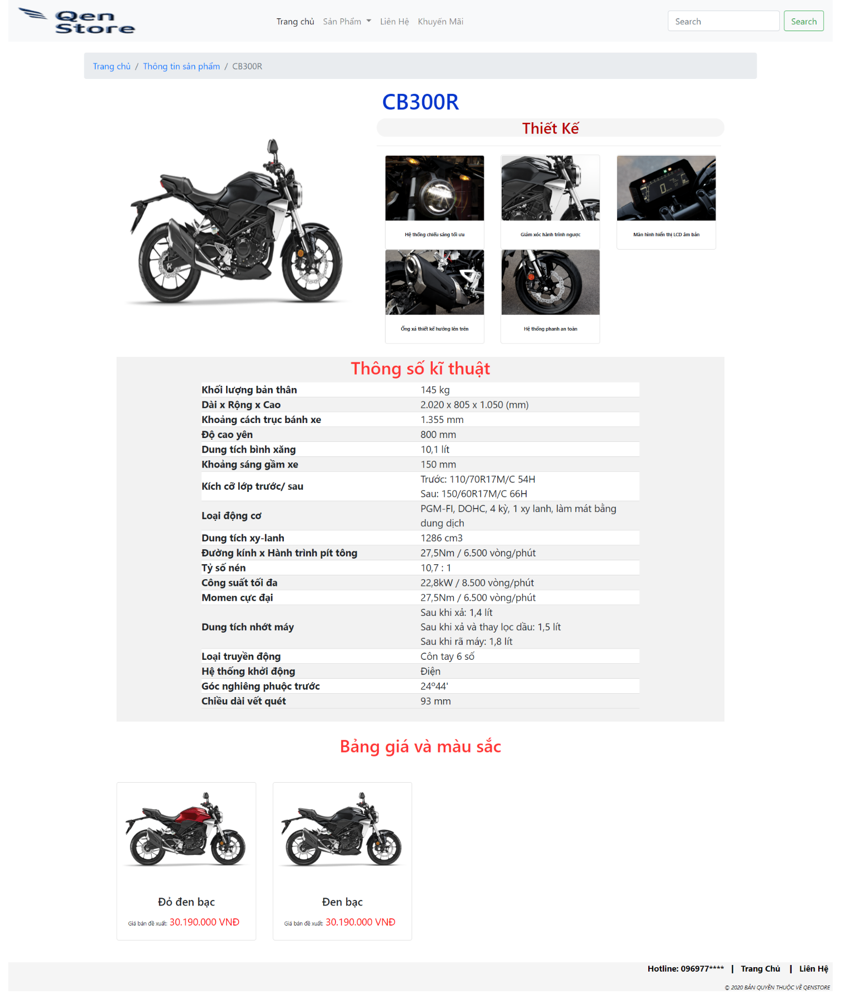 Qen Store
Trang chủ
Sản Phẩm
Liên Hệ
Khuyến Mãi
Search
Search
Trang chủ / Thông tin sản phẩm / CB300R
CB300R
Thiết Kế
Hệ thống chiếu sáng tối ưu
Giảm xóc hành trình ngược
Màn hình hiển thị LCD âm bản
Ống xả thiết kế hướng lên trên
Hệ thống phanh an toàn
Thông số kĩ thuật
Khối lượng bản thân 145 kg
Dài x Rộng x Cao 2.020 x 805 x 1.050 (mm)
Khoảng cách trục bánh xe 1.355 mm
Độ cao yên 800 mm
Dung tích bình xăng 10,1 lít
Khoảng sáng gầm xe 150 mm
Kích cỡ lớp trước/ sau Trước: 110/70R17M/C 54H
Sau: 150/60R17M/C 66H
Loại động cơ PGM-FI, DOHC, 4 kỳ, 1 xy lanh, làm mát bằng
dung dịch
Dung tích xy-lanh 1286 cm3
Đường kính x Hành trình pít tông 27,5Nm / 6.500 vòng/phút
Tỷ số nén 10,7 : 1
Công suất tối đa 22,8kW / 8.500 vòng/phút
Momen cực đại 27,5Nm / 6.500 vòng/phút
Dung tích nhớt máy Sau khi xả: 1,4 lít
Sau khi xả và thay lọc dầu: 1,5 lít
Sau khi rã máy: 1,8 lít
Loại truyền động Côn tay 6 số
Hệ thống khởi động Điện
Góc nghiêng phuộc trước 24º44'
Chiều dài vết quét 93 mm
Bảng giá và màu sắc
Đỏ đen bạc
Giá bán đề xuất: 30.190.000 VNĐ
Đen bạc
Giá bán đề xuất: 30.190.000 VNĐ
Hotline: 096977**** | Trang Chủ | Liên Hệ
© 2020 BẢN QUYỀN THUỘC VỀ QENSTORE